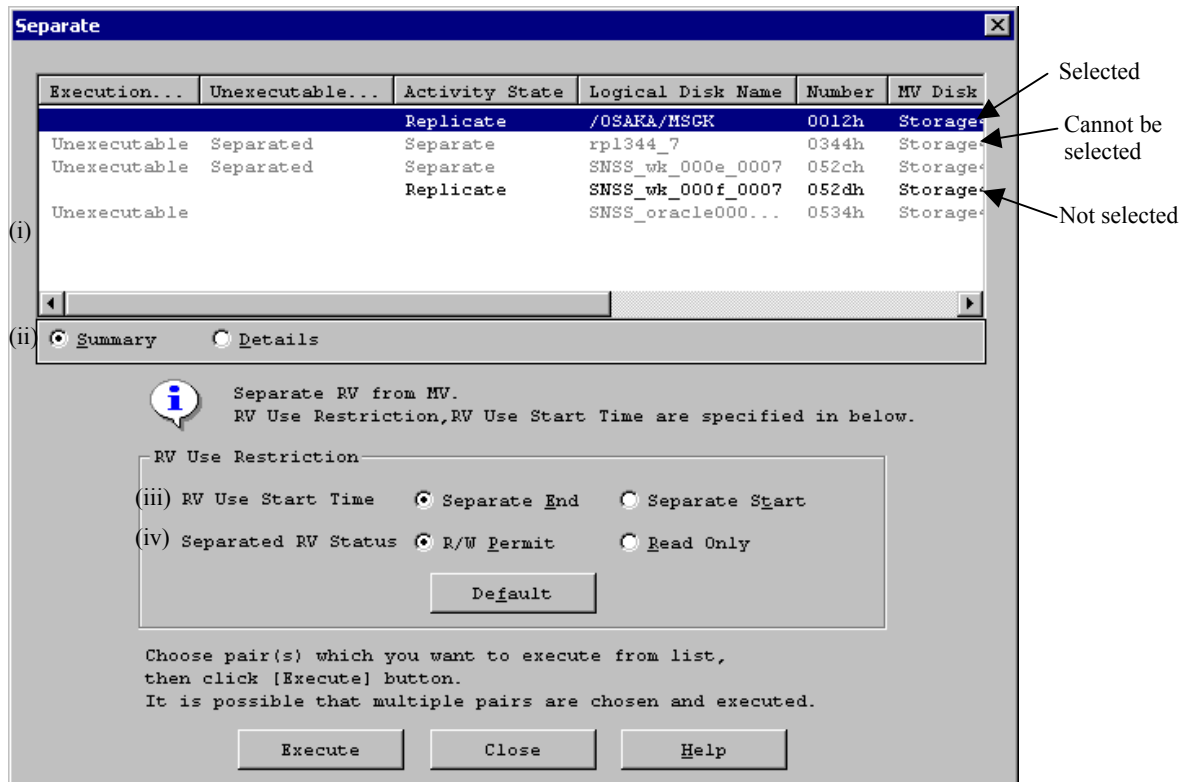 Separate
Execution... Unexecutable... Activity State Logical Disk Name Number MV Disk
Replicate /OSAKA/MSGK 0012h Storage
Unexecutable Separated Separate rpl344_7 0344h Storage
Unexecutable Separated Separate SNSS_wk_000e_0007 052ch Storage
Replicate SNSS_wk_000f_0007 052dh Storage
Unexecutable SNSS_oracle000... 0534h Storage
Selected
Cannot be
selected
Not selected
(i)
(ii) Summary Details
Separate RV from MV.
RV Use Restriction,RV Use Start Time are specified in below.
RV Use Restriction
(iii) RV Use Start Time Separate End Separate Start
(iv) Separated RV Status R/W Permit Read Only
Default
Choose pair(s) which you want to execute from list,
then click [Execute] button.
It is possible that multiple pairs are chosen and executed.
Execute Close Help